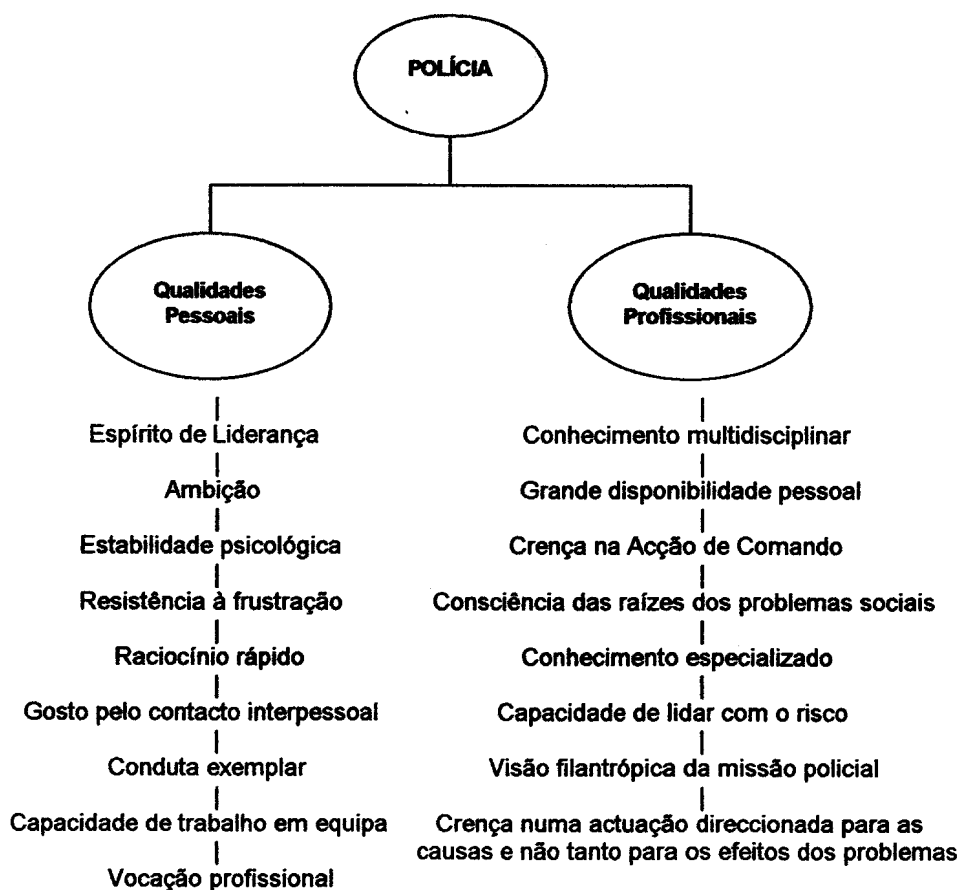 POLÍCIA
Qualidades
Pessoais
Espírito de Liderança
Ambição
Estabilidade psicológica
Resistência à frustração
Raciocínio rápido
Gosto pelo contacto interpessoal
Conduta exemplar
Capacidade de trabalho em equipa
Vocação profissional
Qualidades
Profissionais
Conhecimento multidisciplinar
Grande disponibilidade pessoal
Crença na Acção de Comando
Consciência das raízes dos problemas sociais
Conhecimento especializado
Capacidade de lidar com o risco
Visão filantrópica da missão policial
Crença numa actuação direccionada para as
causas e não tanto para os efeitos dos problemas